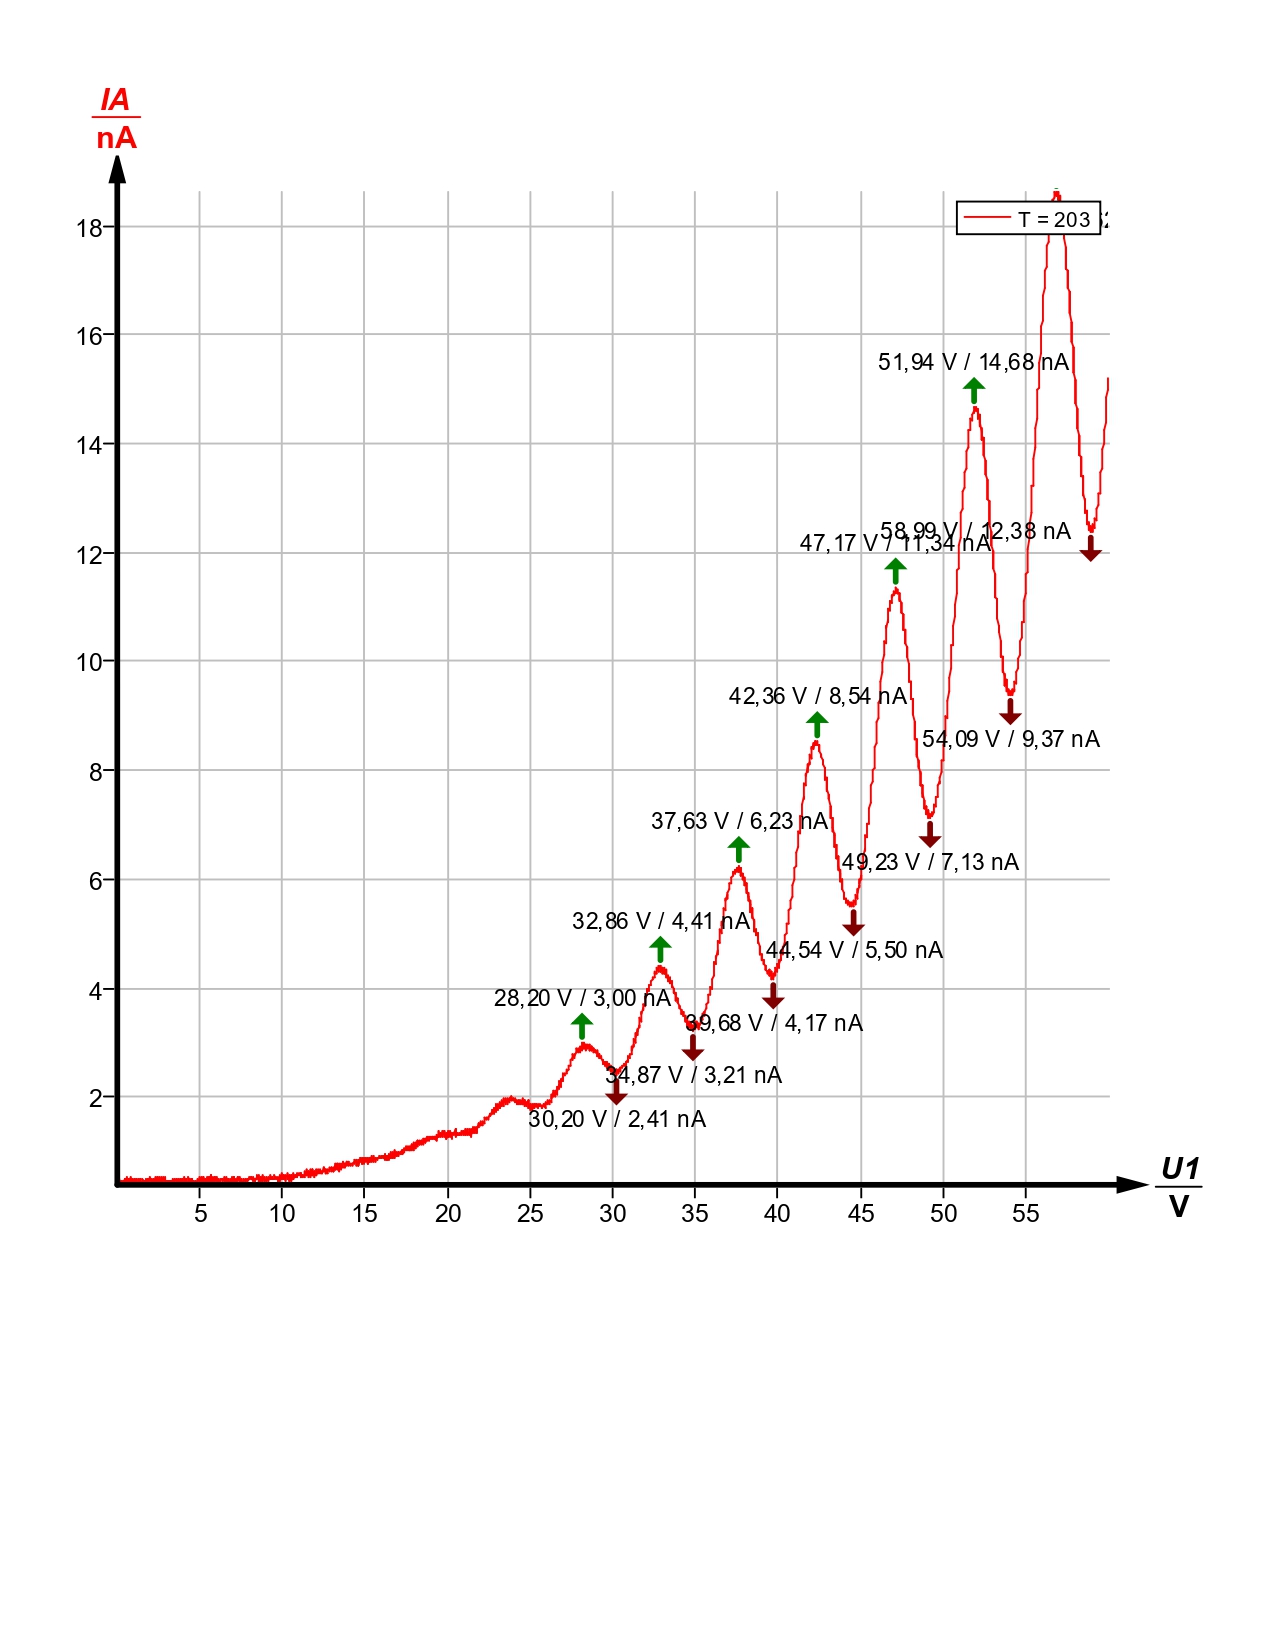 IA
nA
18
T = 203
16
51,94 V / 14,68 nA
14
58,99 V / 12,38 nA
47,17 V / 11,34 nA
12
10
42,36 V / 8,54 nA
54,09 V / 9,37 nA
8
37,63 V / 6,23 nA
49,23 V / 7,13 nA
6
32,86 V / 4,41 nA
44,54 V / 5,50 nA
4
28,20 V / 3,00 nA
39,68 V / 4,17 nA
34,87 V / 3,21 nA
2
30,20 V / 2,41 nA
U1
V
5 10 15 20 25 30 35 40 45 50 55